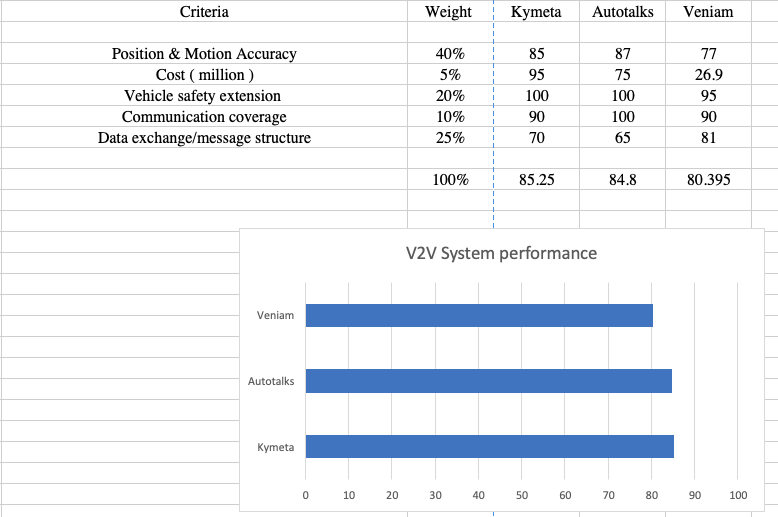 Criteria Weight Kymeta Autotalks Veniam
Position & Motion Accuracy 40% 85 87 77
Cost ( million ) 5% 95 75 26.9
Vehicle safety extension 20% 100 100 95
Communication coverage 10% 90 100 90
Data exchange/message structure 25% 70 65 81
100% 85.25 84.8 80.395
V2V System performance
Veniam
Autotalks
Kymeta
0 10 20 30 40 50 60 70 80 90 100